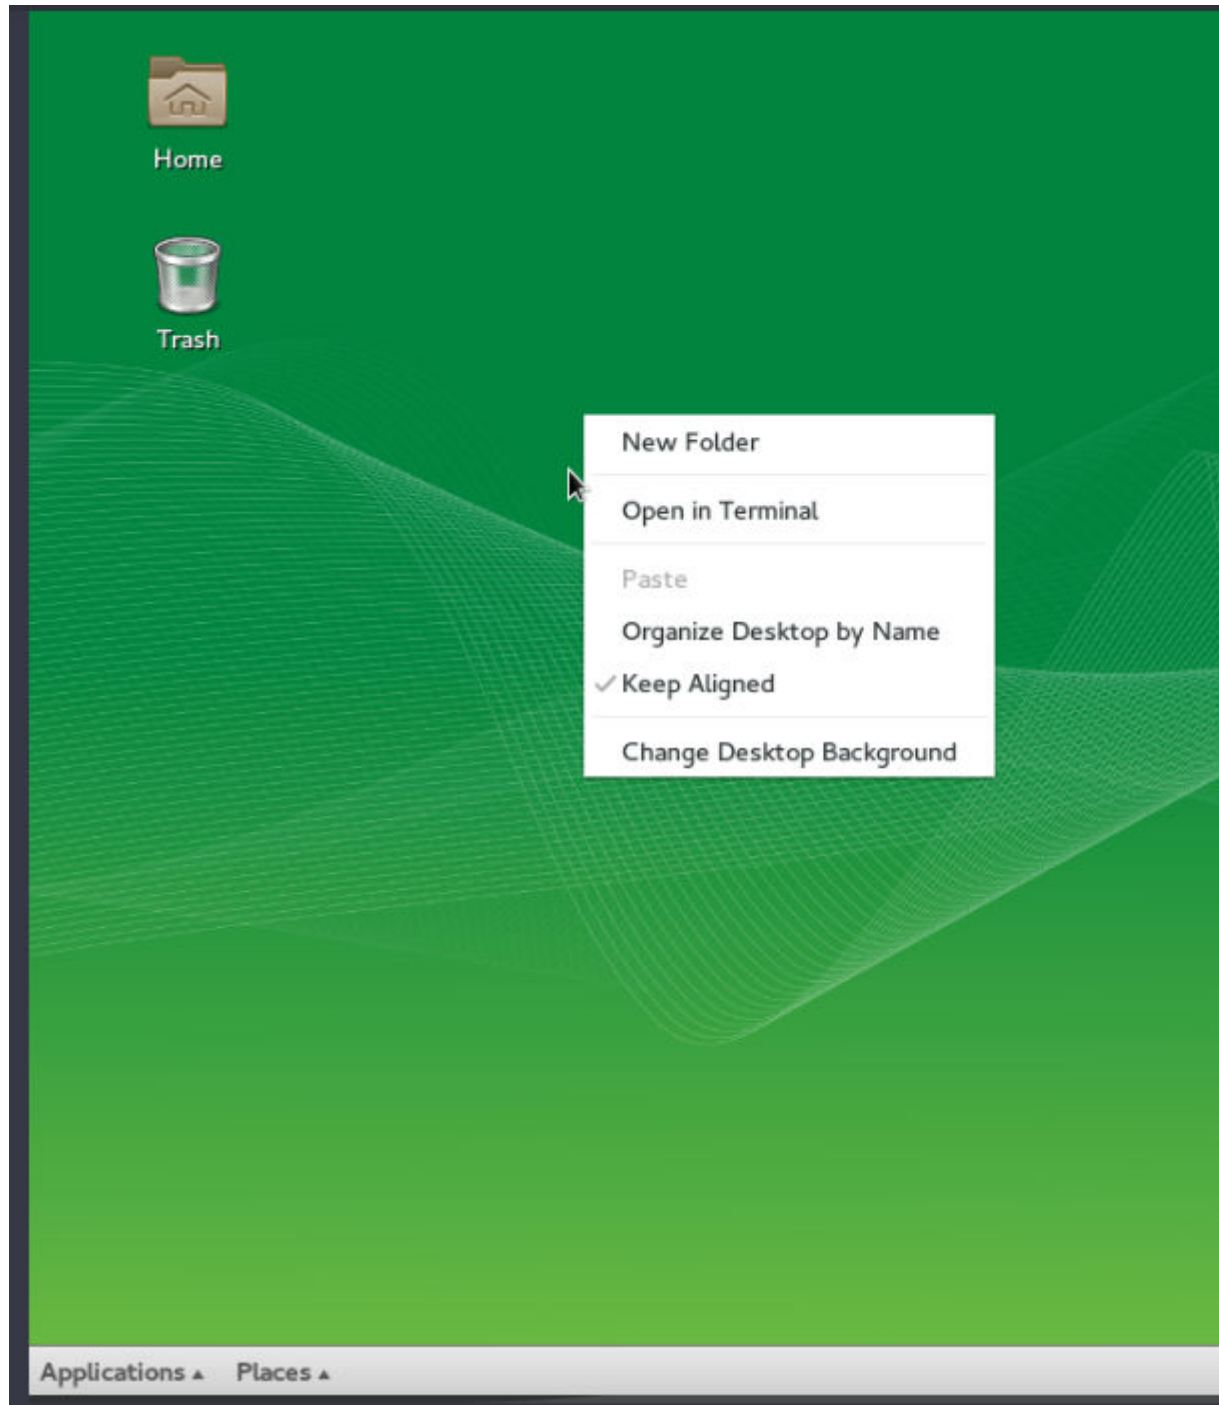 Home
Trash
New Folder
Open in Terminal
Paste
Organize Desktop by Name
Keep Aligned
Change Desktop Background
Applications
Places